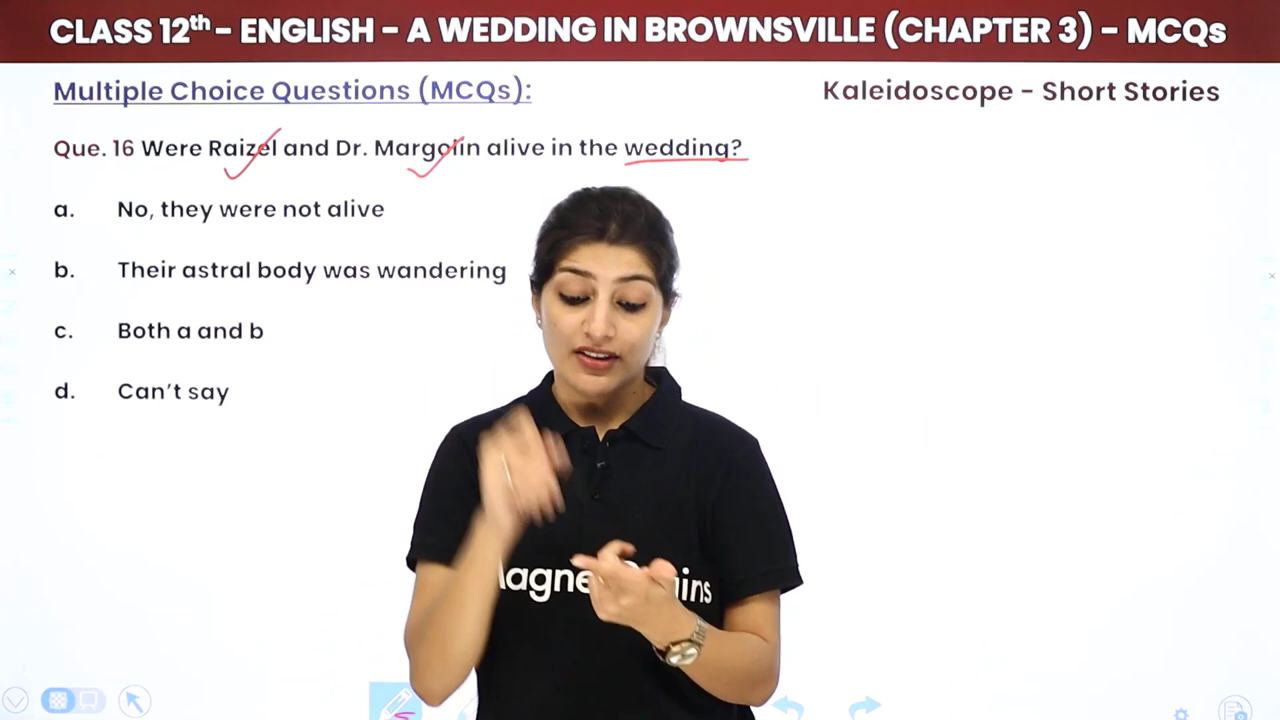 CLASS 12th – ENGLISH – A WEDDING IN BROWNSVILLE (CHAPTER 3) – MCQs
Multiple Choice Questions (MCQs):
Kaleidoscope - Short Stories
Que. 16 Were Raizel and Dr. Margolin alive in the wedding?
a. No, they were not alive
b. Their astral body was wandering
c. Both a and b
d. Can't say